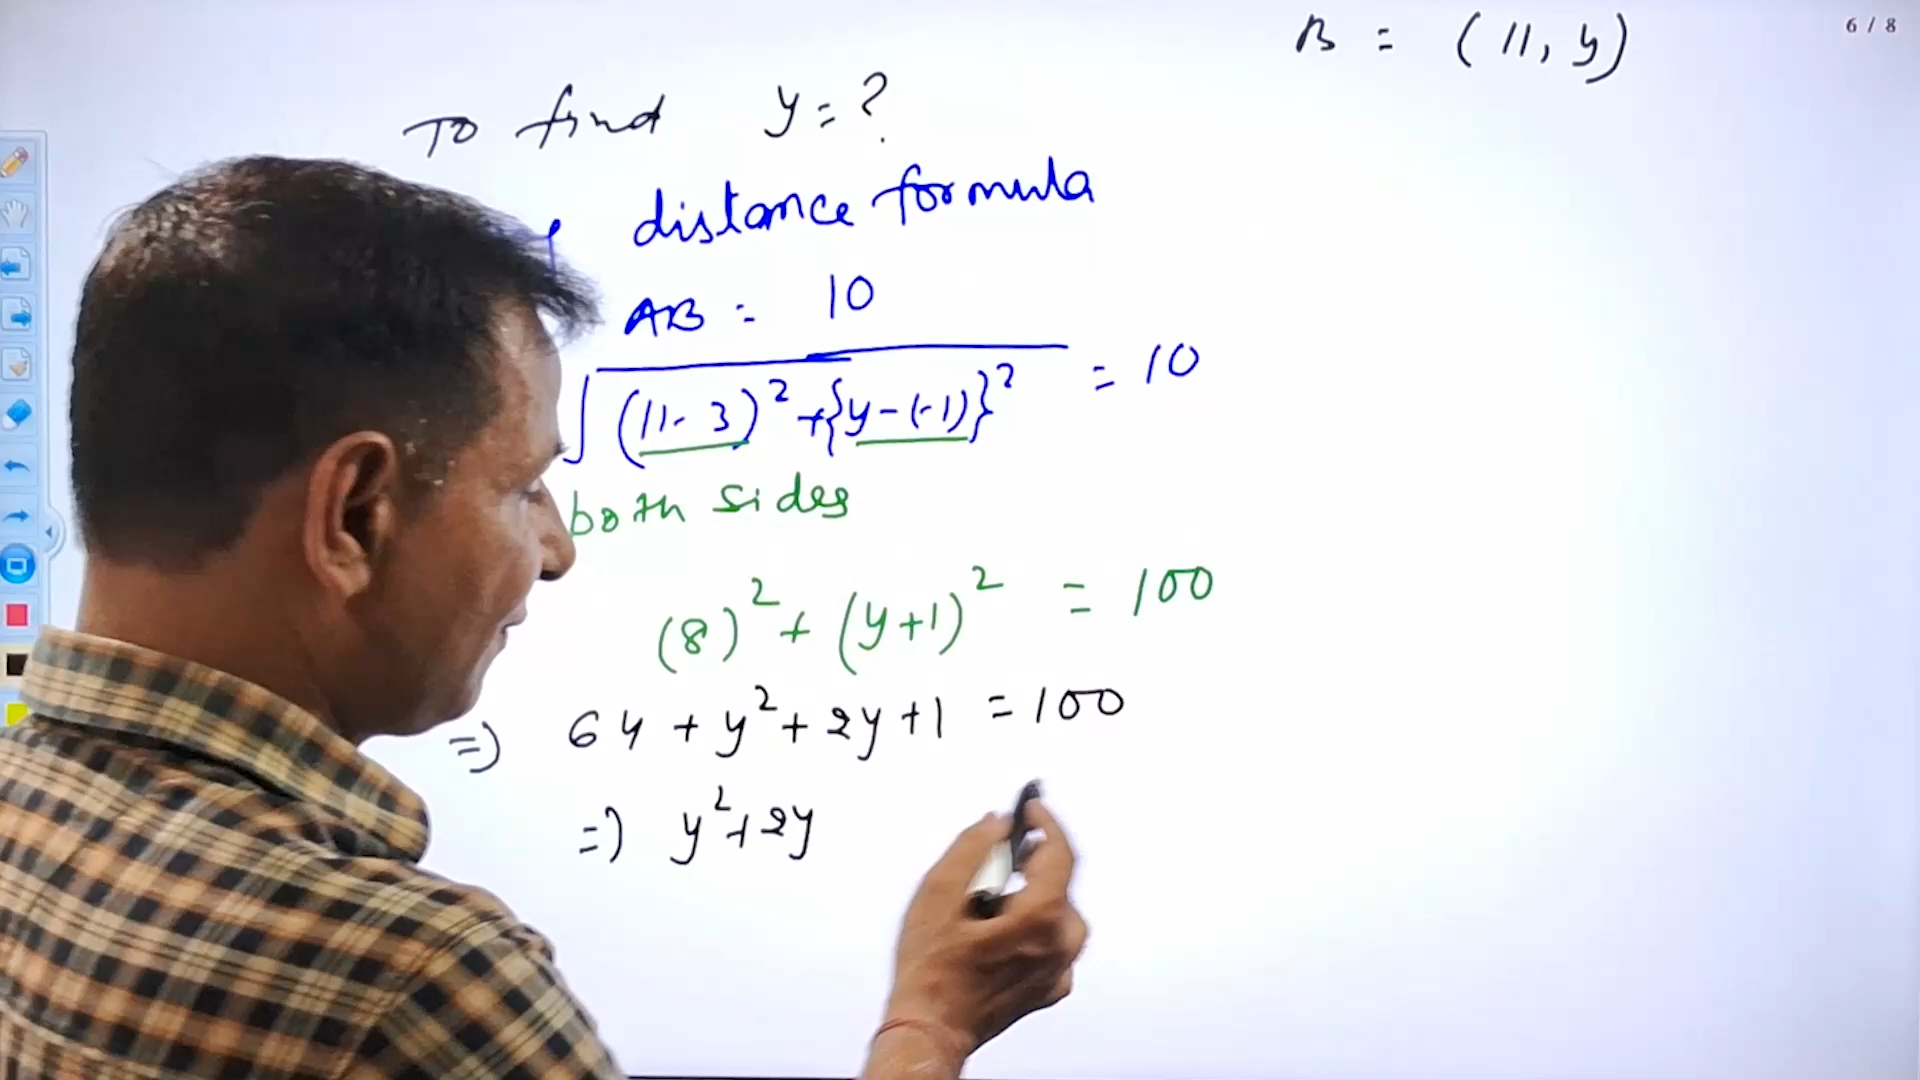 B = (11, y)
6 / 8
To find y = ?
distance formula
AB = 10
√(11-3)² + {y-(-1)}² = 10
both sides
(8)² + (y+1)² = 100
=) 64 + y² + 2y + 1 = 100
=) y² + 2y